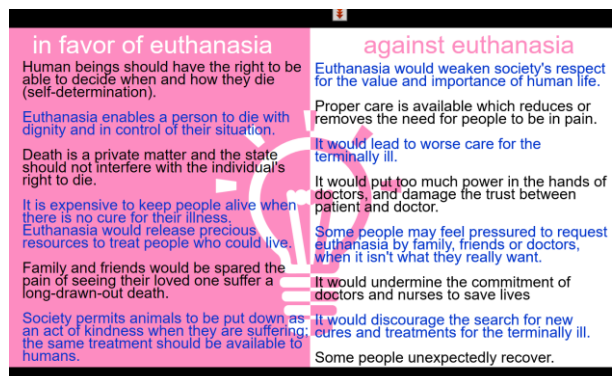 in favor of euthanasia
Human beings should have the right to be
able to decide when and how they die
(self-determination).
Euthanasia enables a person to die with
dignity and in control of their situation.
Death is a private matter and the state
should not interfere with the individual's
right to die.
It is expensive to keep people alive when
there is no cure for their illness.
Euthanasia would release precious
resources to treat people who could live.
Family and friends would be spared the
pain of seeing their loved one suffer a
long-drawn-out death.
Society permits animals to be put down as
an act of kindness when they are suffering;
the same treatment should be available to
humans.
against euthanasia
Euthanasia would weaken society's respect
for the value and importance of human life.
Proper care is available which reduces or
removes the need for people to be in pain.
It would lead to worse care for the
terminally ill.
It would put too much power in the hands of
doctors, and damage the trust between
patient and doctor.
Some people may feel pressured to request
euthanasia by family, friends or doctors,
when it isn't what they really want.
It would undermine the commitment of
doctors and nurses to save lives
It would discourage the search for new
cures and treatments for the terminally ill.
Some people unexpectedly recover.